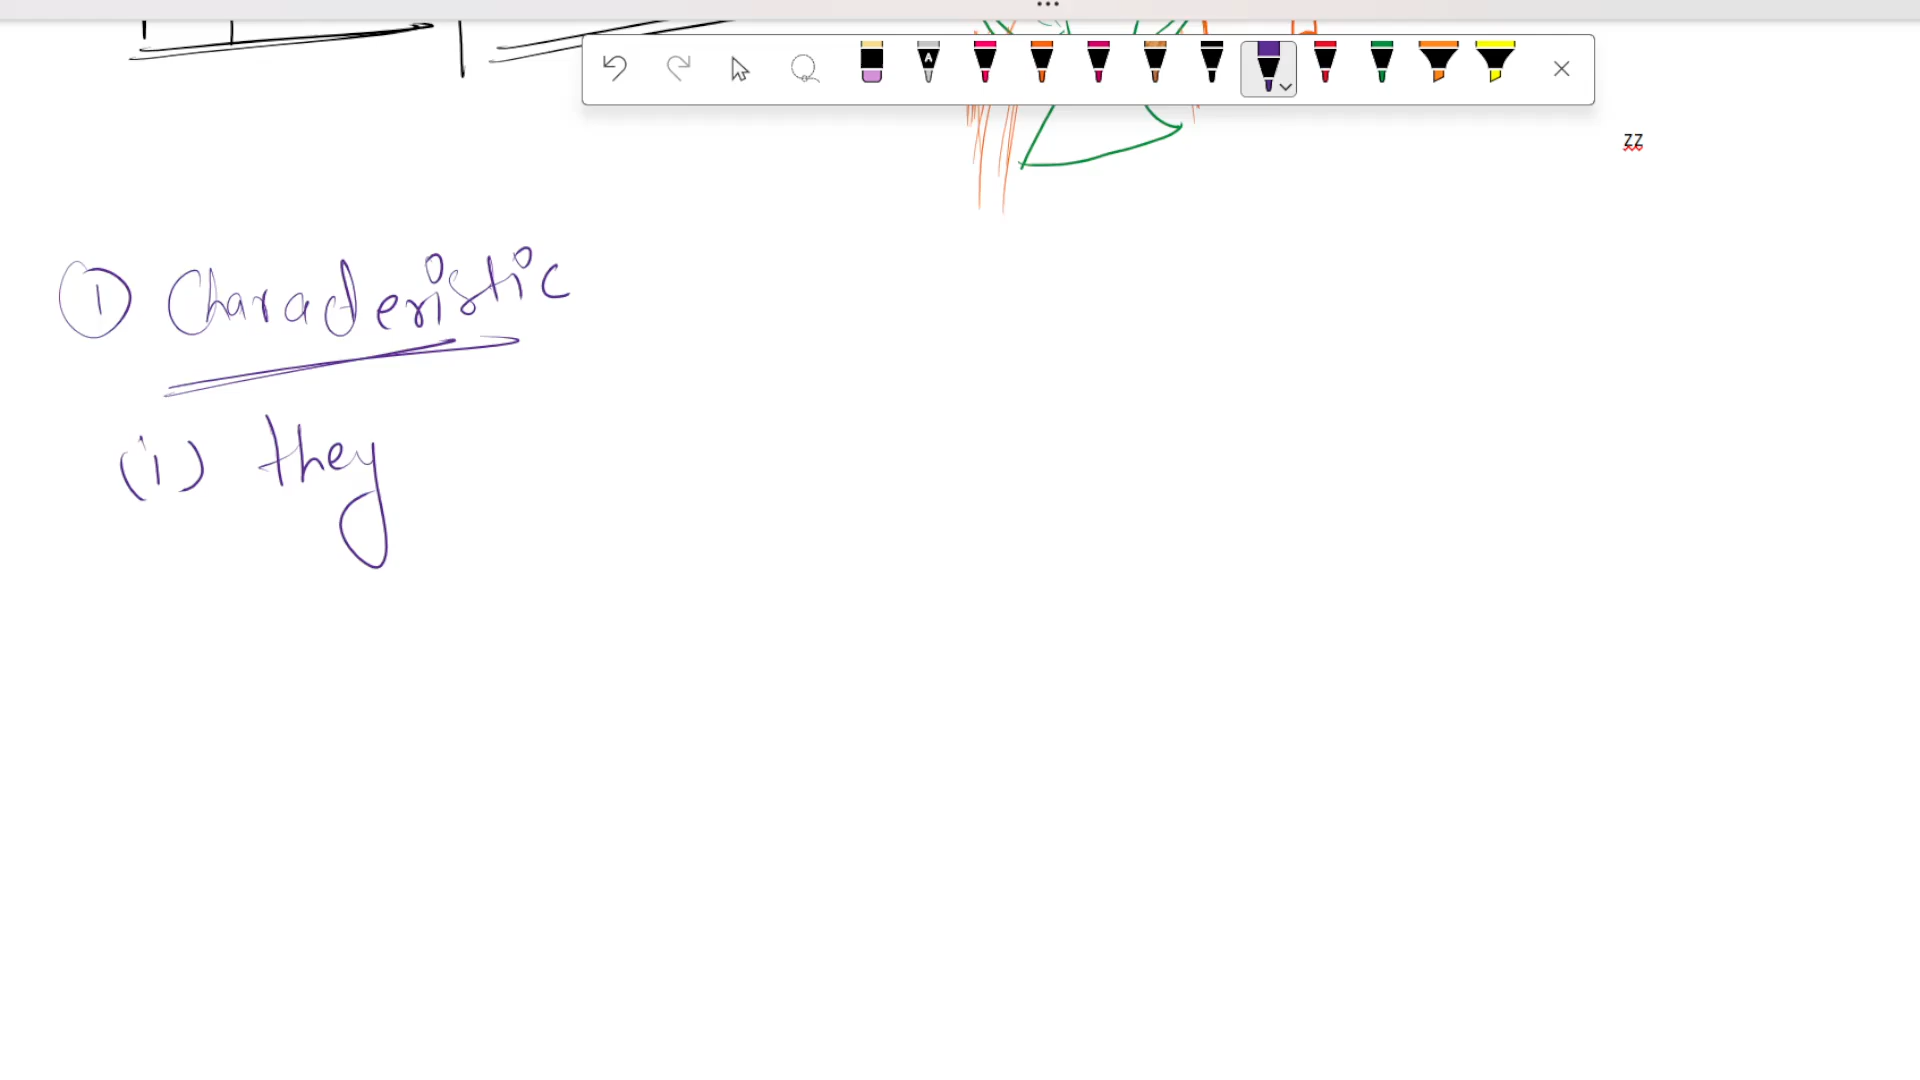 zz
① Characteristic
(i) they